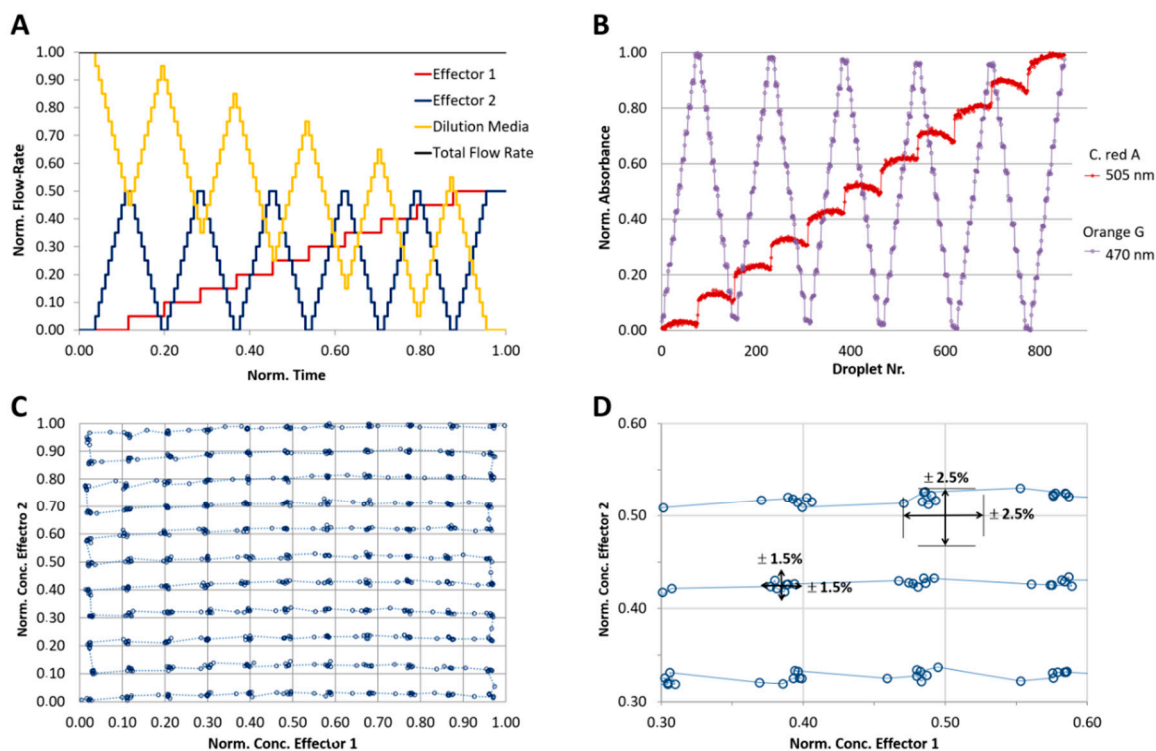 A
1.00
0.90
0.80
0.70
0.60
0.50
0.40
0.30
0.20
0.10
0.00
Norm. Flow-Rate
Effector 1
Effector 2
Dilution Media
Total Flow Rate
0.00 0.20 0.40 0.60 0.80 1.00
Norm. Time
B
1.00
0.80
0.60
0.40
0.20
0.00
Norm. Absorbance
C. red A
505 nm
Orange G
470 nm
0 200 400 600 800
Droplet Nr.
C
1.00
0.90
0.80
0.70
0.60
0.50
0.40
0.30
0.20
0.10
0.00
Norm. Conc. Effector 2
0.00 0.10 0.20 0.30 0.40 0.50 0.60 0.70 0.80 0.90 1.00
Norm. Conc. Effector 1
D
0.60
0.50
0.40
0.30
Norm. Conc. Effector 2
± 2.5%
± 2.5%
± 1.5%
± 1.5%
0.30 0.40 0.50 0.60
Norm. Conc. Effector 1